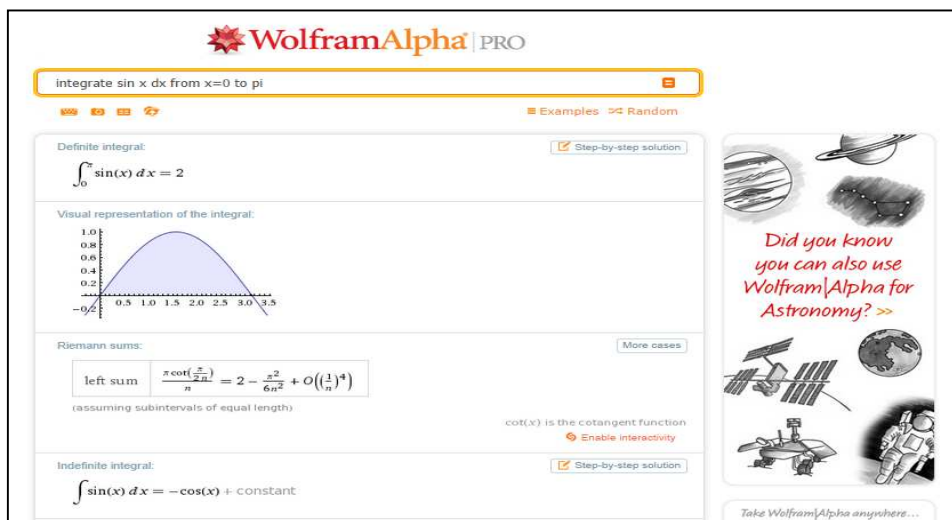 WolframAlpha PRO
integrate sin x dx from x=0 to pi
Examples Random
Definite integral:
Step-by-step solution
∫₀^π sin(x) dx = 2
Visual representation of the integral:
1.0
0.8
0.6
0.4
0.2
-0.2
0.5 1.0 1.5 2.0 2.5 3.0 3.5
Riemann sums:
More cases
left sum π cot(π/(2n))/n = 2 - π²/(6n²) + O((1/n)⁴)
(assuming subintervals of equal length)
cot(x) is the cotangent function
Enable interactivity
Indefinite integral:
Step-by-step solution
∫ sin(x) dx = -cos(x) + constant
Did you know
you can also use
Wolfram|Alpha for
Astronomy? >>
Take Wolfram|Alpha anywhere...